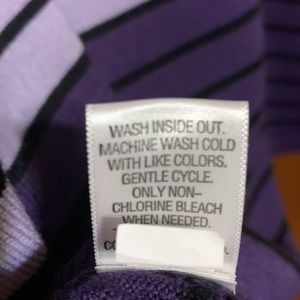 WASH INSIDE OUT.
MACHINE WASH COLD
WITH LIKE COLORS.
GENTLE CYCLE.
ONLY NON-
CHLORINE BLEACH
WHEN NEEDED.